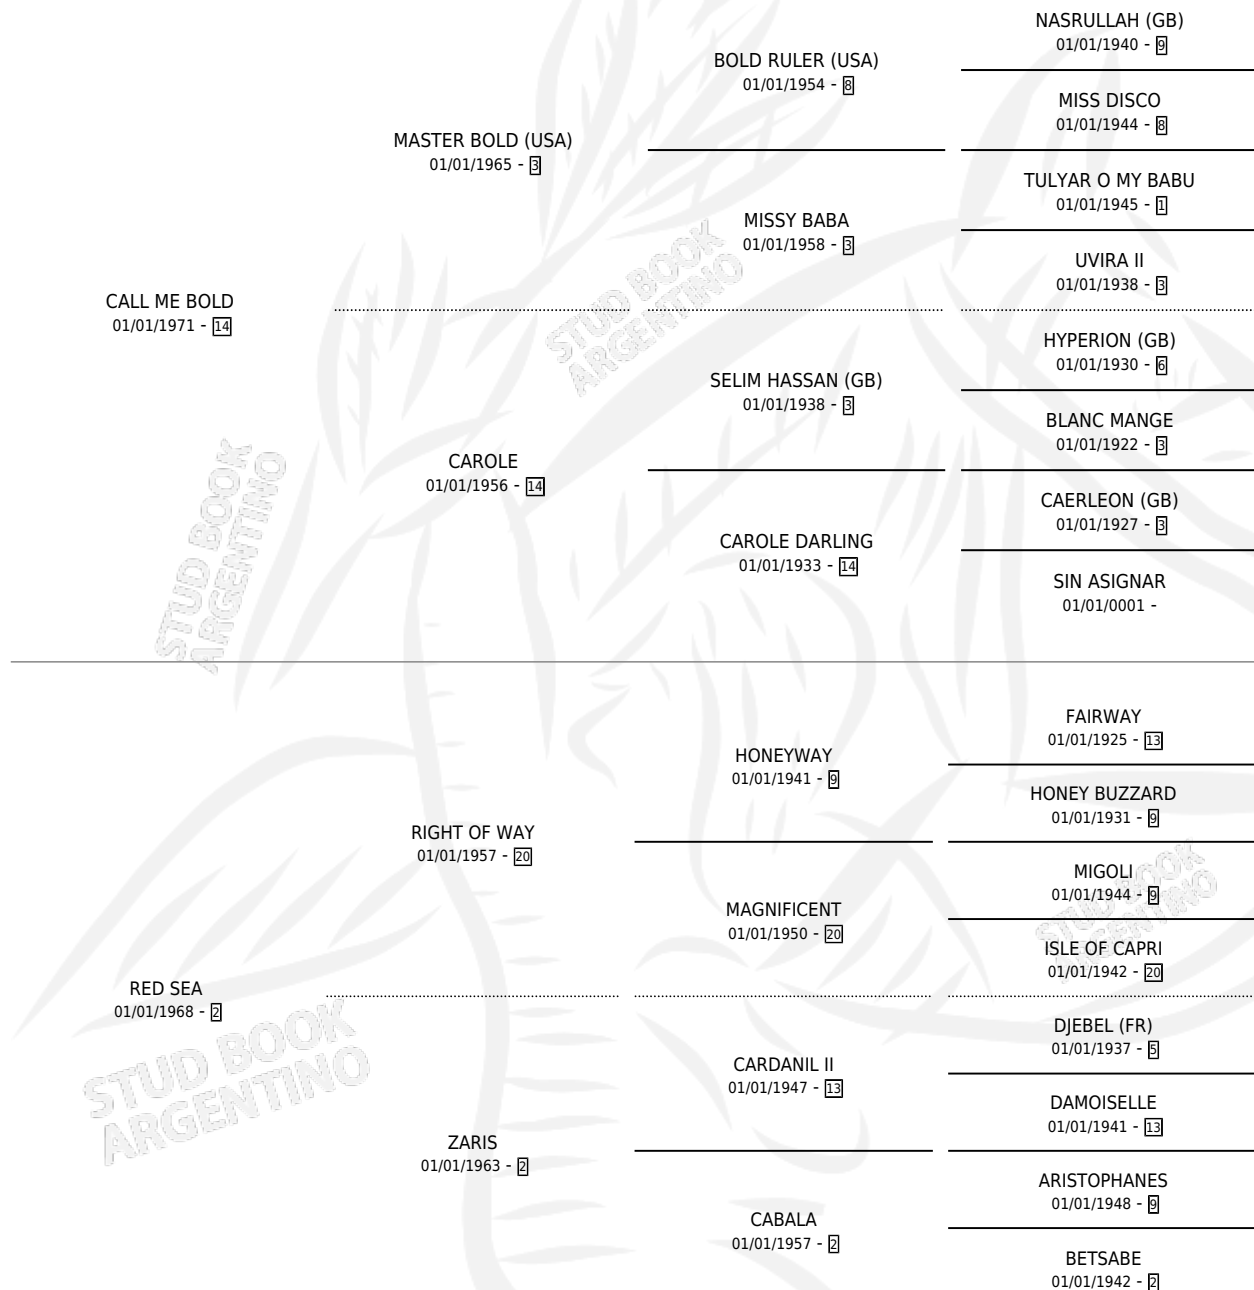 NASRULLAH (GB)
01/01/1940 - 9
BOLD RULER (USA)
01/01/1954 - 8
MISS DISCO
01/01/1944 - 8
MASTER BOLD (USA)
01/01/1965 - 3
TULYAR O MY BABU
01/01/1945 - 1
MISSY BABA
01/01/1958 - 3
UVIRA II
01/01/1938 - 3
CALL ME BOLD
01/01/1971 - 14
HYPERION (GB)
01/01/1930 - 6
SELIM HASSAN (GB)
01/01/1938 - 3
BLANC MANGE
01/01/1922 - 3
CAROLE
01/01/1956 - 14
CAERLEON (GB)
01/01/1927 - 3
CAROLE DARLING
01/01/1933 - 14
SIN ASIGNAR
01/01/0001 -
FAIRWAY
01/01/1925 - 13
HONEYWAY
01/01/1941 - 9
HONEY BUZZARD
01/01/1931 - 9
RIGHT OF WAY
01/01/1957 - 20
MIGOLI
01/01/1944 - 9
MAGNIFICENT
01/01/1950 - 20
ISLE OF CAPRI
01/01/1942 - 20
RED SEA
01/01/1968 - 2
DJEBEL (FR)
01/01/1937 - 5
CARDANIL II
01/01/1947 - 13
DAMOISELLE
01/01/1941 - 13
ZARIS
01/01/1963 - 2
ARISTOPHANES
01/01/1948 - 9
CABALA
01/01/1957 - 2
BETSABE
01/01/1942 - 2
STUD BOOK
ARGENTINO
STUD BOOK
ARGENTINO
STUD BOOK
ARGENTINO
STUD BOOK
ARGENTINO